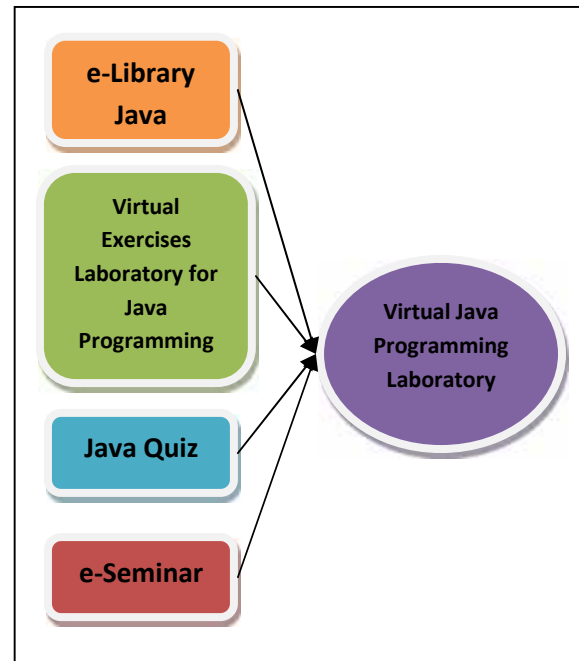 e-Library
Java
Virtual
Exercises
Laboratory for
Java
Programming
Virtual Java
Programming
Laboratory
Java Quiz
e-Seminar